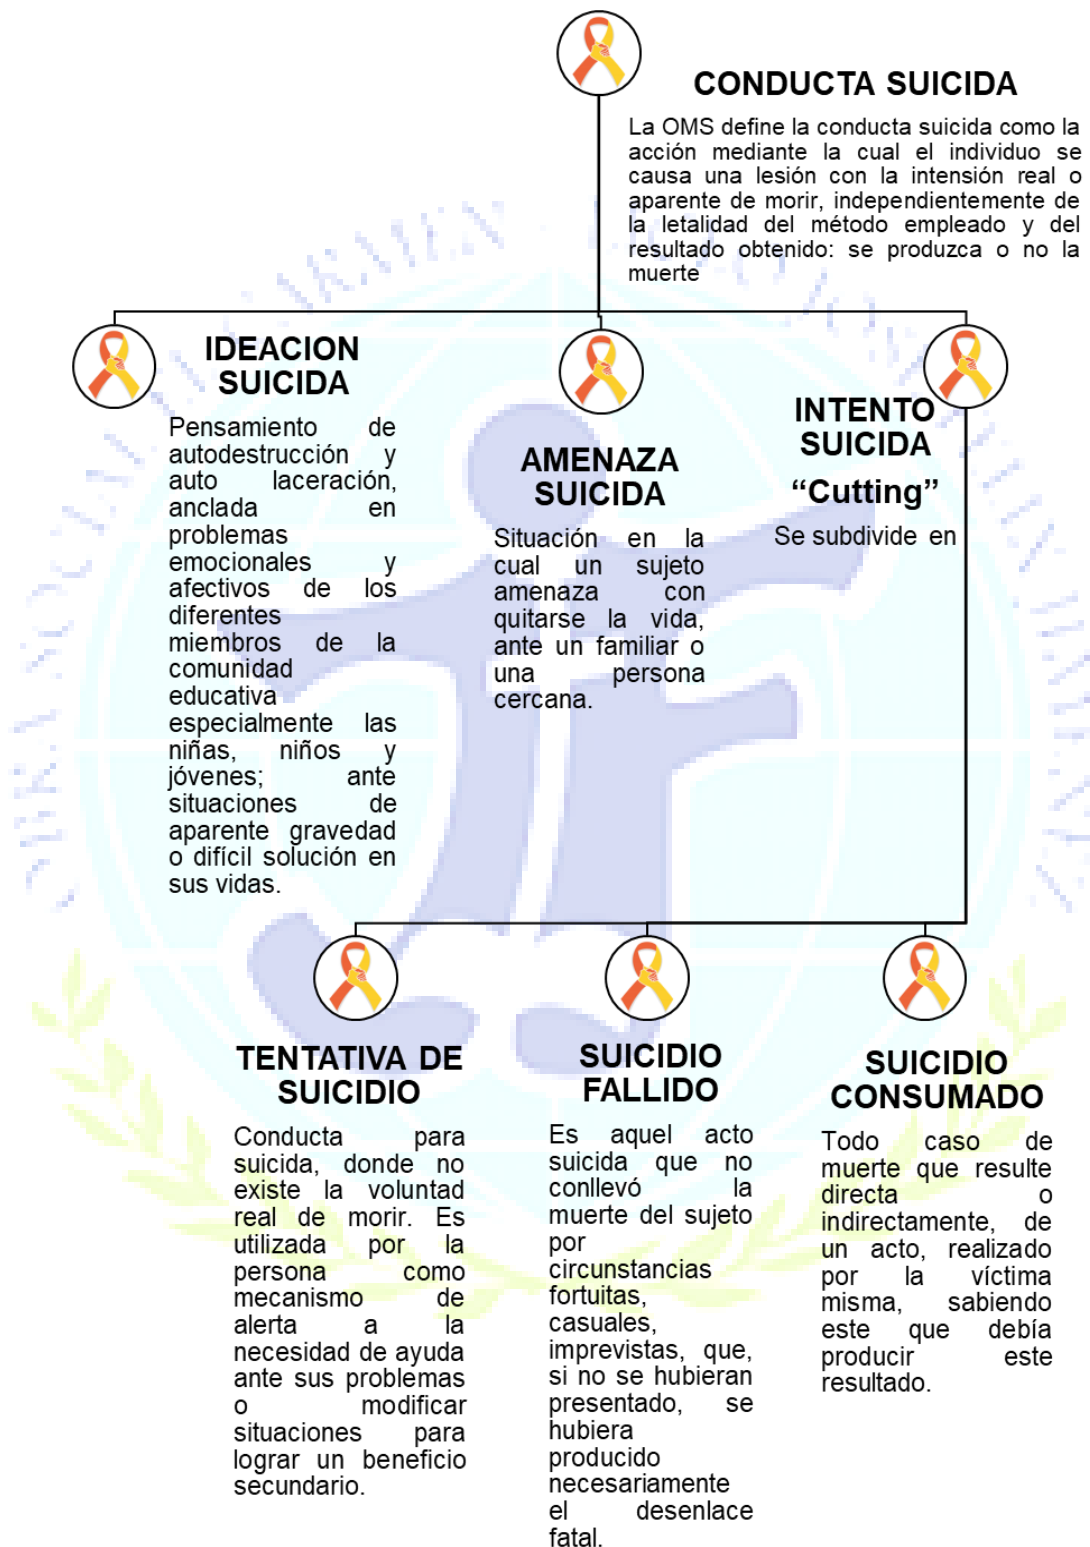 CONDUCTA SUICIDA
La OMS define la conducta suicida como la
acción mediante la cual el individuo se
causa una lesión con la intensión real o
aparente de morir, independientemente de
la letalidad del método empleado y del
resultado obtenido: se produzca o no la
muerte
IDEACION
SUICIDA
Pensamiento de
autodestrucción y
auto laceración,
anclada en
problemas
emocionales y
afectivos de los
diferentes
miembros de la
comunidad
educativa
especialmente las
niñas, niños y
jóvenes; ante
situaciones de
aparente gravedad
o difícil solución en
sus vidas.
AMENAZA
SUICIDA
Situación en la
cual un sujeto
amenaza con
quitarse la vida,
ante un familiar o
una persona
cercana.
INTENTO
SUICIDA
“Cutting”
Se subdivide en
TENTATIVA DE
SUICIDIO
Conducta para
suicida, donde no
existe la voluntad
real de morir. Es
utilizada por la
persona como
mecanismo de
alerta a la
necesidad de ayuda
ante sus problemas
o modificar
situaciones para
lograr un beneficio
secundario.
SUICIDIO
FALLIDO
Es aquel acto
suicida que no
conllevó la
muerte del sujeto
por
circunstancias
fortuitas,
casuales,
imprevistas, que,
si no se hubieran
presentado, se
hubiera
producido
necesariamente
el desenlace
fatal.
SUICIDIO
CONSUMADO
Todo caso de
muerte que resulte
directa o
indirectamente, de
un acto, realizado
por la víctima
misma, sabiendo
este que debía
producir este
resultado.